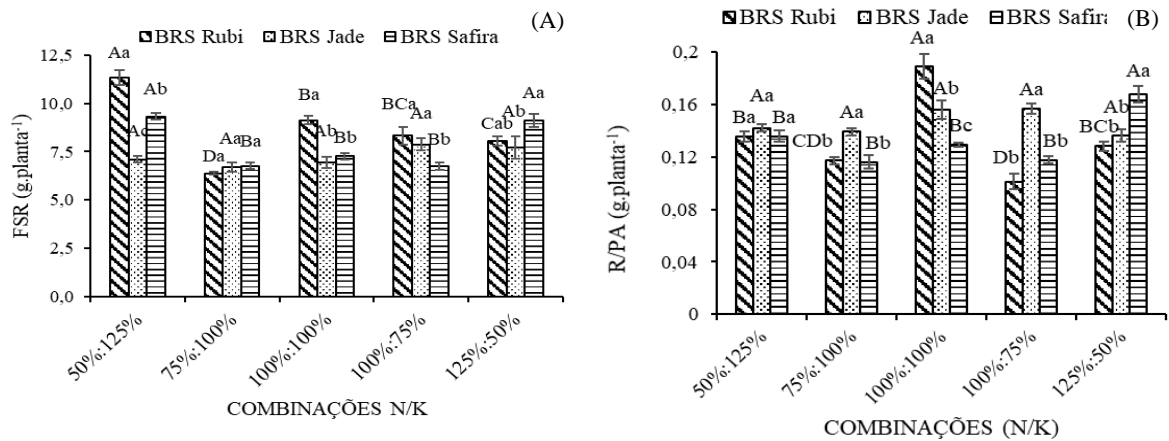 (A)
BRS Rubi BRS Jade BRS Safira
12,5
10,0
7,5
5,0
2,5
0,0
FSR (g.planta-1)
Aa Ac Ab
Da Aa Ba
Ba Ab Bb
BCa Aa Bb
Cab Ab Aa
50%:125% 75%:100% 100%:100% 100%:75% 125%:50%
COMBINAÇÕES N/K
(B)
BRS Rubi BRS Jade BRS Safira
0,2
0,16
0,12
0,08
0,04
0
R/PA (g.planta-1)
Ba Aa Ba
CDb Aa Bb
Aa Ab Bc
Db Aa Bb
BCb Ab Aa
50%:125% 75%:100% 100%:100% 100%:75% 125%:50%
COMBINAÇÕES (N/K)